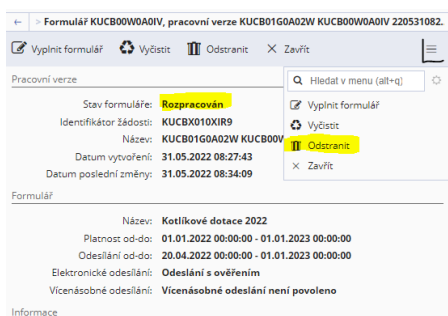 > Formulář KUCB00W0A0IV, pracovní verze KUCB01G0A02W KUCB00W0A0IV 220531082.
Vyplnit formulář Vyčistit Odstranit Zavřít
Pracovní verze
Hledat v menu (alt+q)
Stav formuláře: Rozpracován
Vyplnit formulář
Identifikátor žádosti: KUCBX010XIR9
Vyčistit
Název: KUCB01G0A02W KUCB00W
Odstranit
Datum vytvoření: 31.05.2022 08:27:43
Zavřít
Datum poslední změny: 31.05.2022 08:34:09
Formulář
Název: Kotlíkové dotace 2022
Platnost od-do: 01.01.2022 00:00:00 - 01.01.2023 00:00:00
Odesílání od-do: 20.04.2022 00:00:00 - 01.01.2023 00:00:00
Elektronické odesílání: Odeslání s ověřením
Vícenásobné odesílání: Vícenásobné odeslání není povoleno
Informace